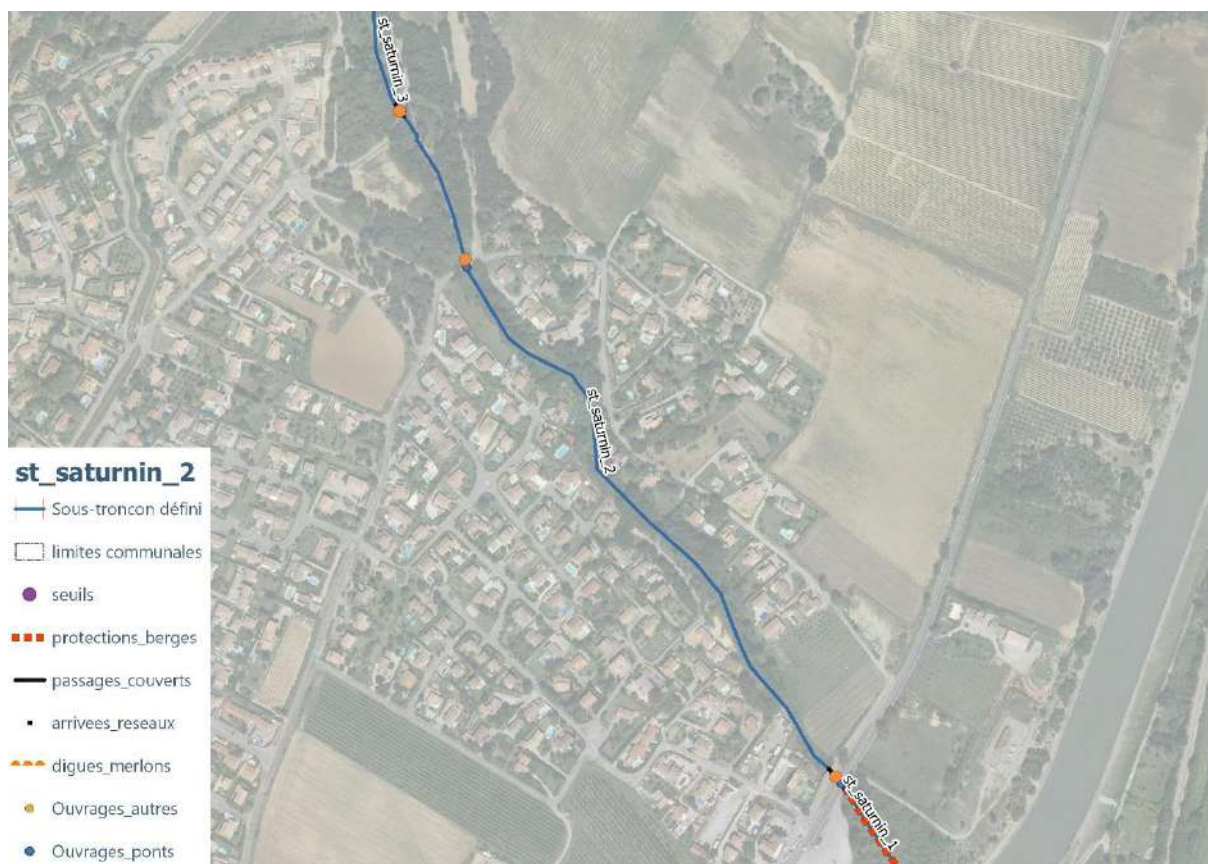 st_saturnin_3
st_saturnin_2
st_saturnin_1
st_saturnin_2
Sous-troncon défini
limites communales
seuils
protections_berges
passages_couverts
arrivees_reseaux
digues_merlons
Ouvrages_autres
Ouvrages_ponts